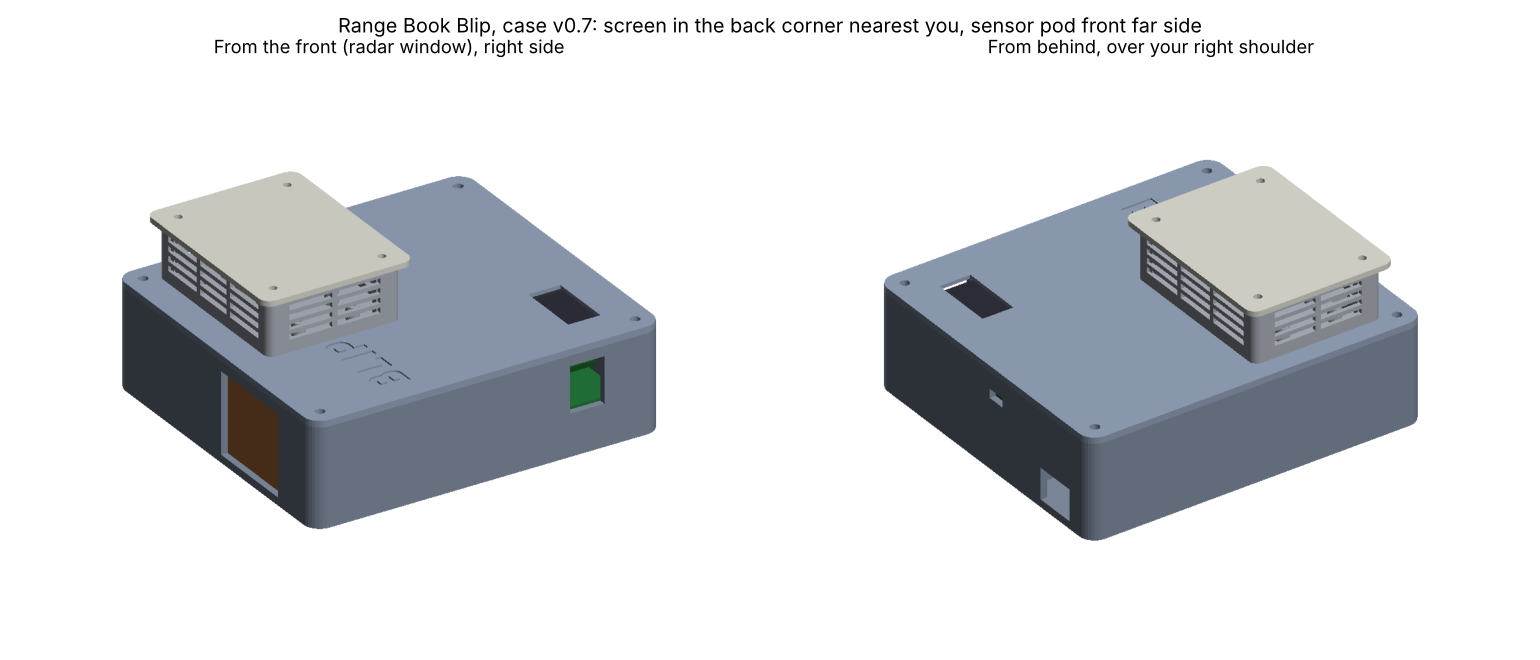 Range Book Blip, case v0.7: screen in the back corner nearest you, sensor pod front far side
From the front (radar window), right side
From behind, over your right shoulder
BLIP